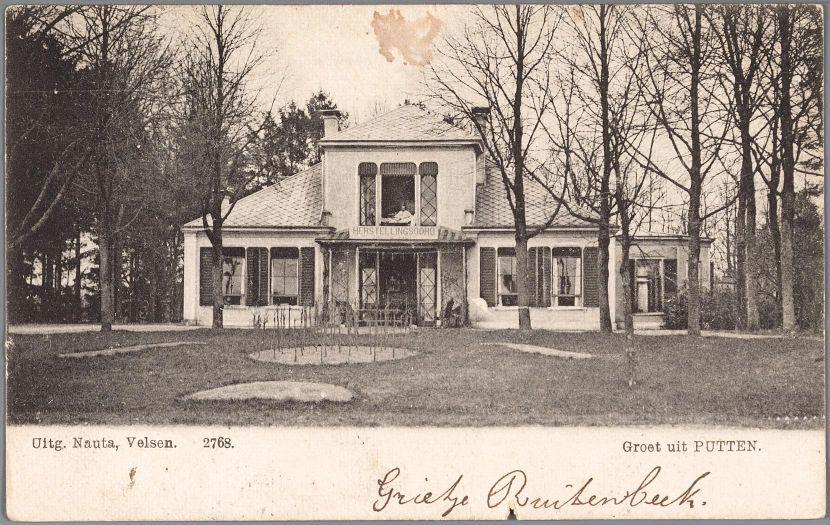 HERSTELLINGSOORD
Uitg. Nauta, Velsen. 2768.
Groet uit PUTTEN.
Grietje Ruitenbeek.